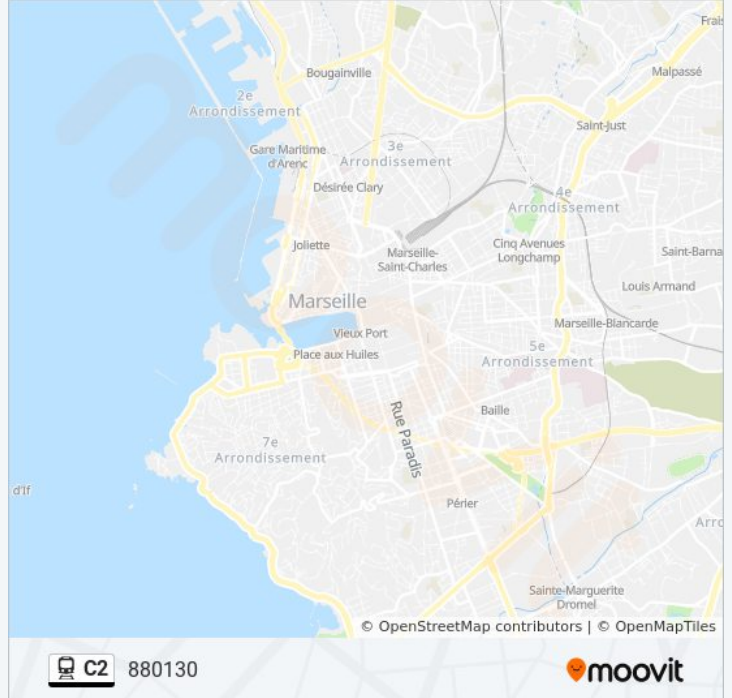 Frais
Bougainville
Malpassé
2e
Arrondissement
Saint-Just
Gare Maritime
d'Arenc
3e
Arrondissement
Désirée Clary
4e
Arrondissement
Joliette
Marseille-
Saint-Charles
Cinq Avenues
Longchamp
Saint-Barna
Louis Armand
Marseille
Marseille-Blancarde
Vieux Port
Place aux Huiles
5e
Arrondissement
Rue Paradis
Baille
7e
Arrondissement
d'If
Périer
Arro
Sainte-Marguerite
Dromel
© OpenStreetMap contributors | © OpenMapTiles
C2 880130
moovit